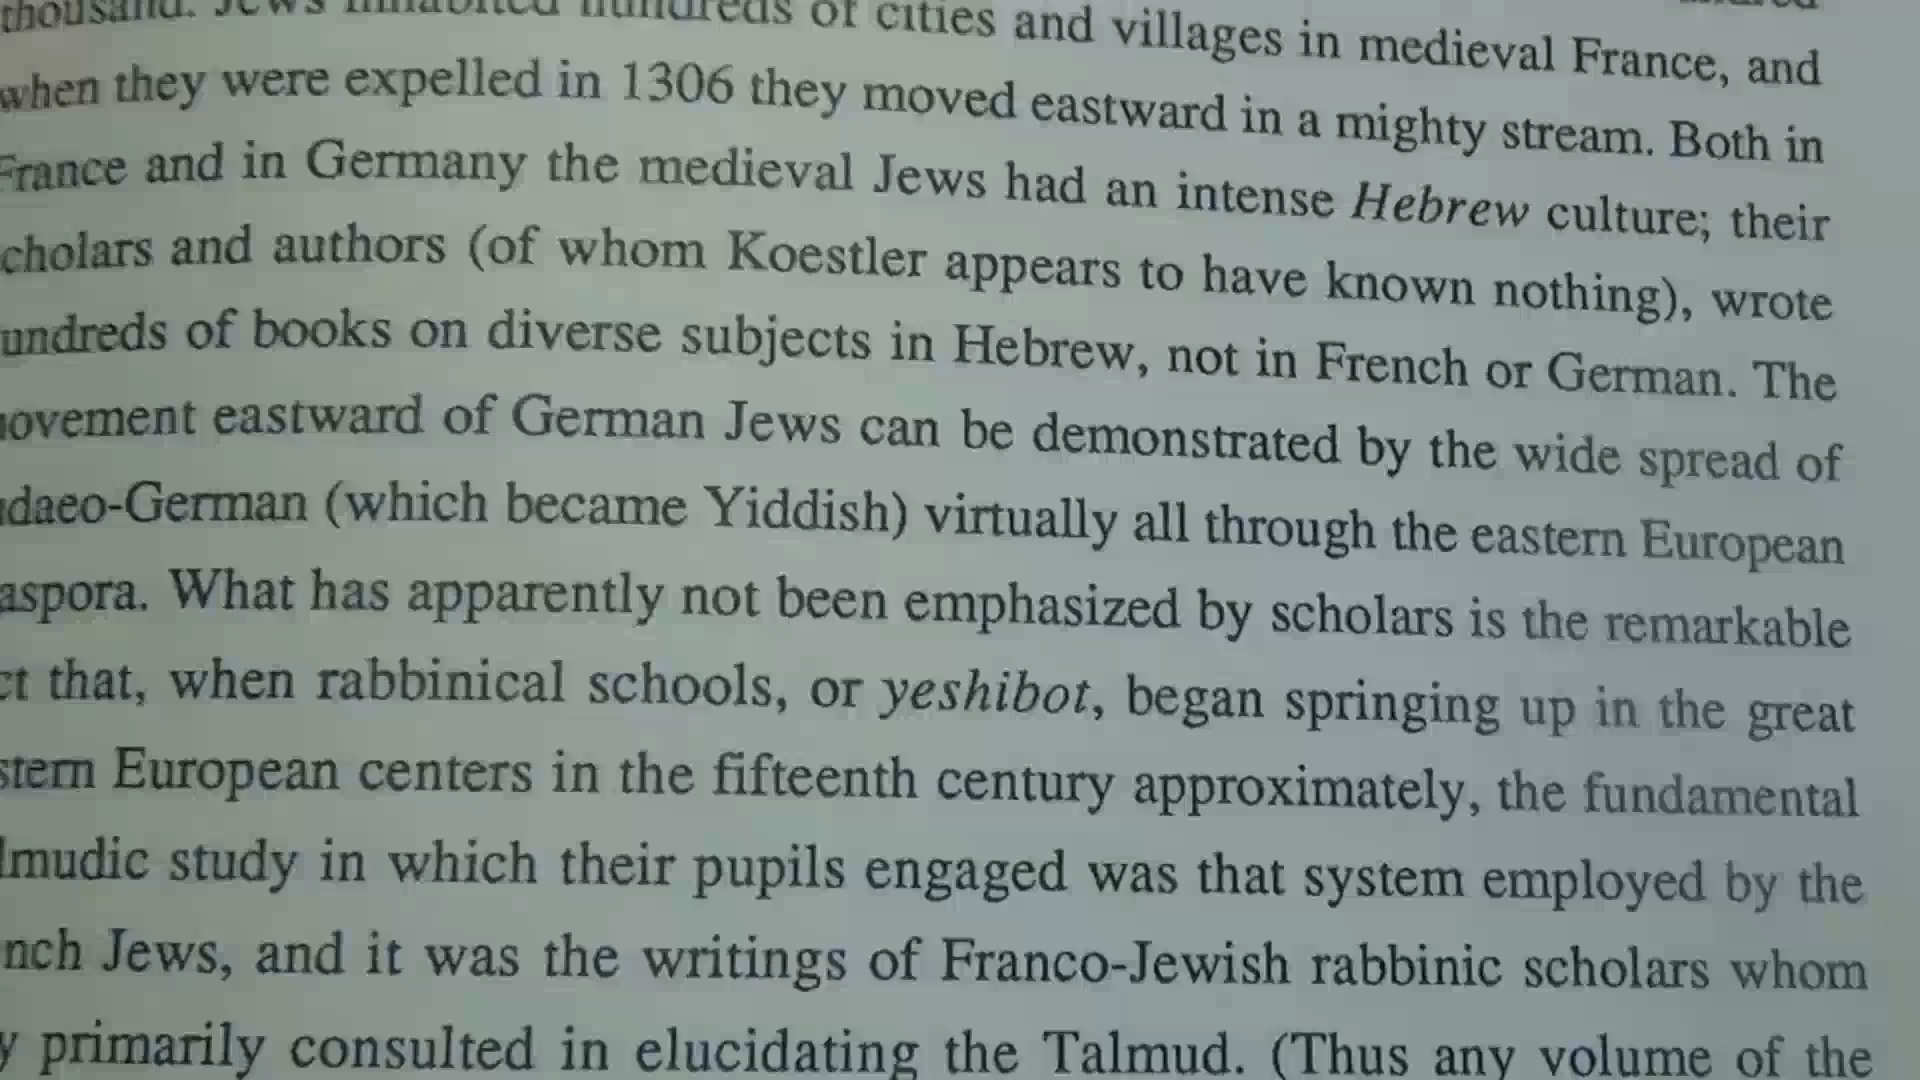 thousand. Jews inhabited hundreds of cities and villages in medieval France, and
when they were expelled in 1306 they moved eastward in a mighty stream. Both in
France and in Germany the medieval Jews had an intense Hebrew culture; their
cholars and authors (of whom Koestler appears to have known nothing), wrote
undreds of books on diverse subjects in Hebrew, not in French or German. The
ovement eastward of German Jews can be demonstrated by the wide spread of
daeo-German (which became Yiddish) virtually all through the eastern European
aspora. What has apparently not been emphasized by scholars is the remarkable
ct that, when rabbinical schools, or yeshibot, began springing up in the great
stern European centers in the fifteenth century approximately, the fundamental
lmudic study in which their pupils engaged was that system employed by the
nch Jews, and it was the writings of Franco-Jewish rabbinic scholars whom
y primarily consulted in elucidating the Talmud. (Thus any volume of the